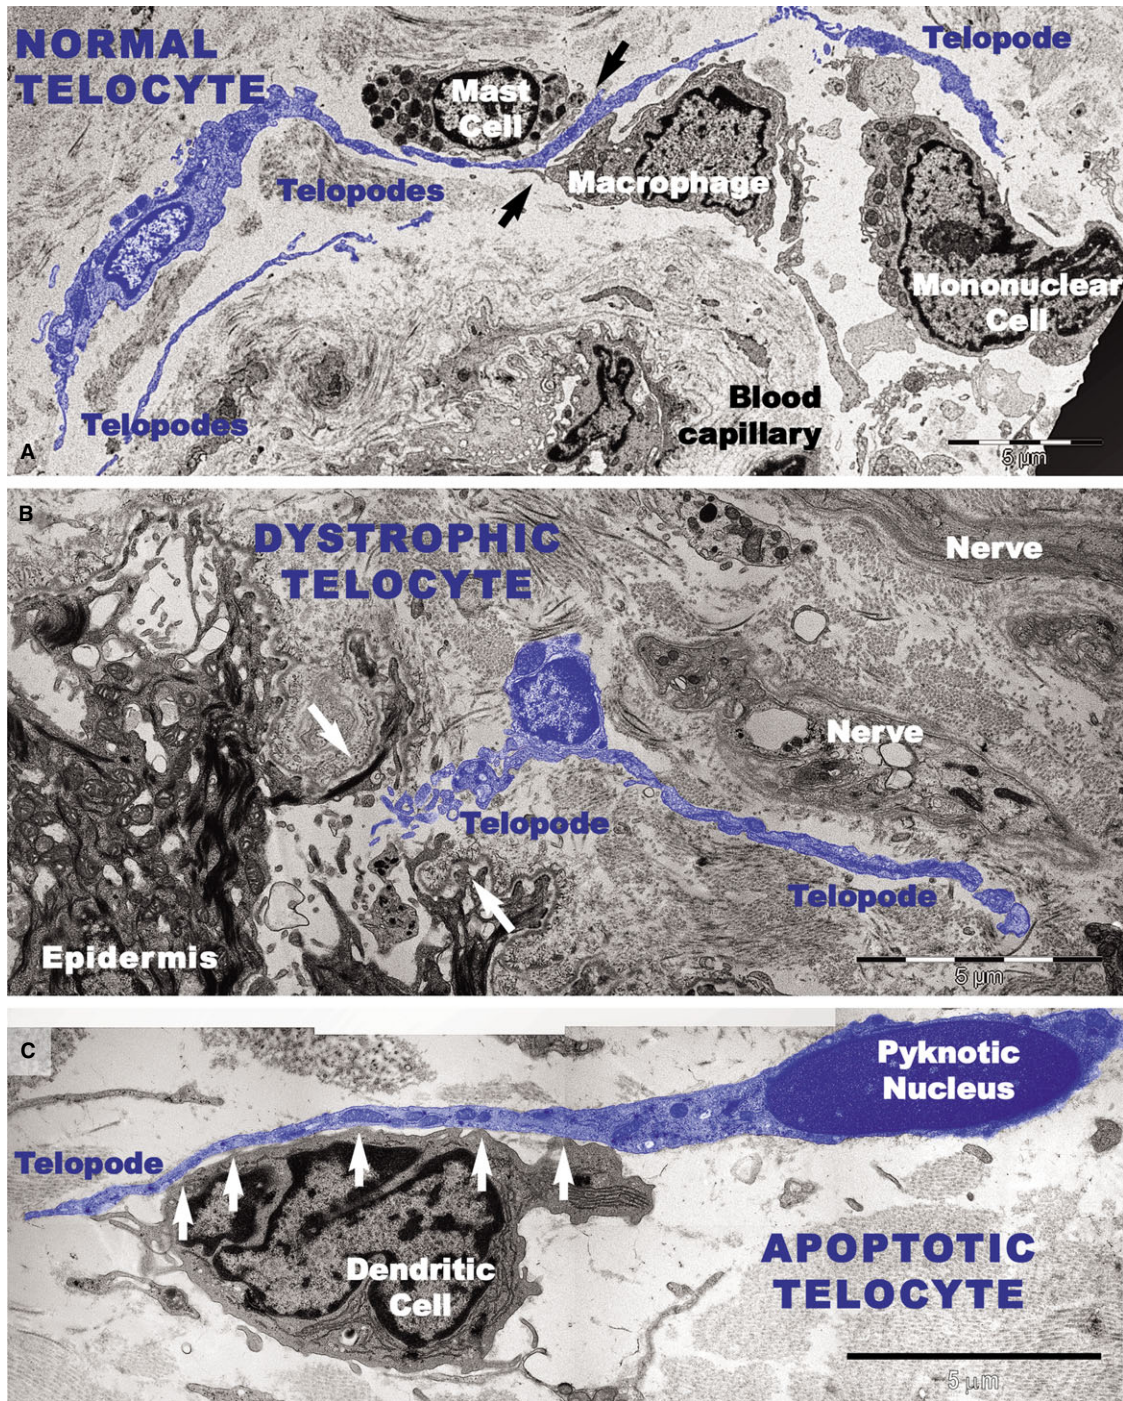 NORMAL
TELOCYTE
Telopode
Mast
Cell
Telopodes
Macrophage
Mononuclear
Cell
Blood
capillary
Telopodes
A
5 µm
B
DYSTROPHIC
TELOCYTE
Nerve
Nerve
Telopode
Telopode
Epidermis
5 µm
C
Pyknotic
Nucleus
Telopode
Dendritic
Cell
APOPTOTIC
TELOCYTE
5 µm